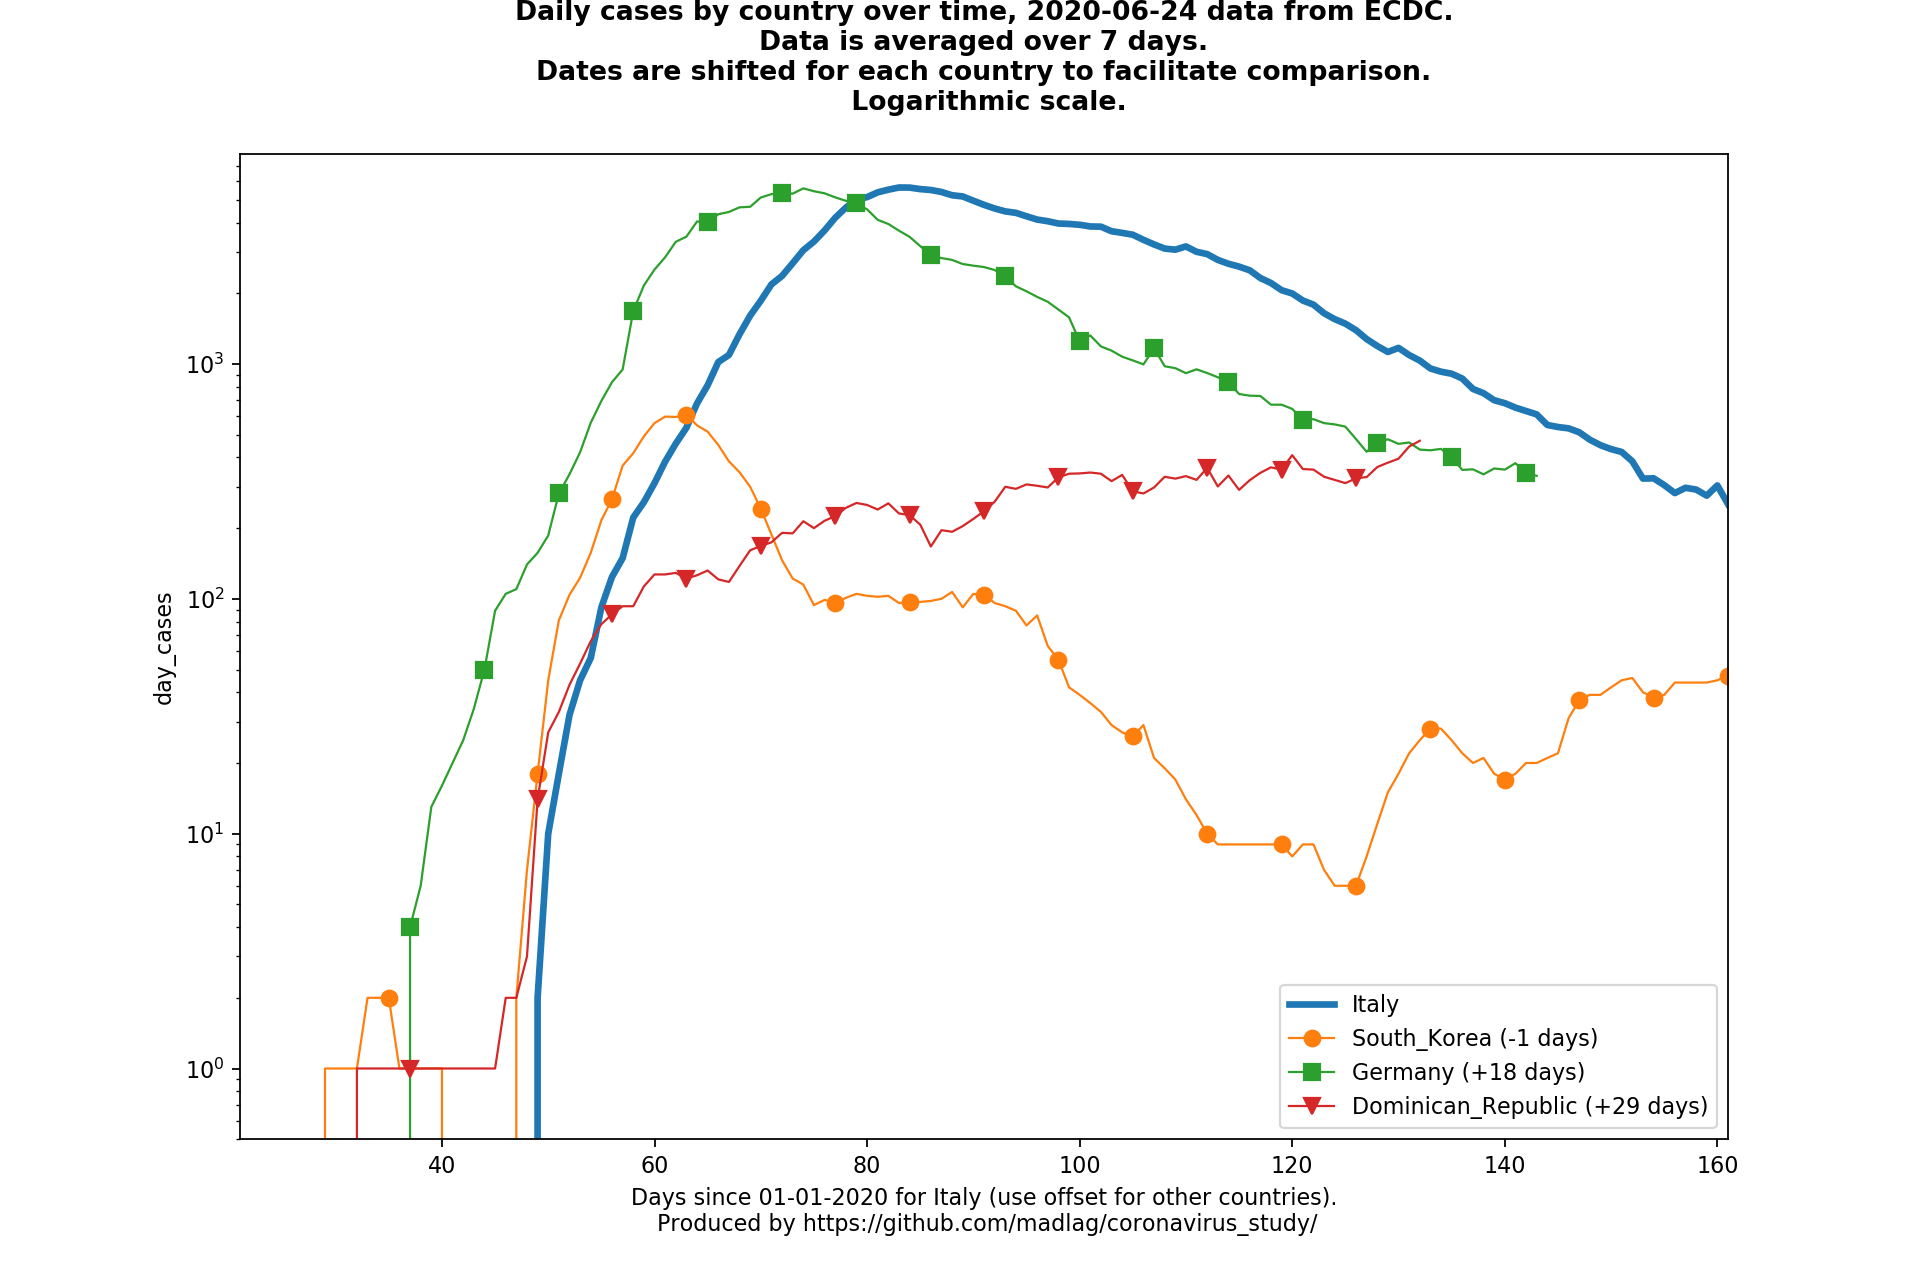 Daily cases by country over time, 2020-06-24 data from ECDC.
Data is averaged over 7 days.
Dates are shifted for each country to facilitate comparison.
Logarithmic scale.
10³
10²
10¹
10⁰
day_cases
Italy
South_Korea (-1 days)
Germany (+18 days)
Dominican_Republic (+29 days)
40 60 80 100 120 140 160
Days since 01-01-2020 for Italy (use offset for other countries).
Produced by https://github.com/madlag/coronavirus_study/